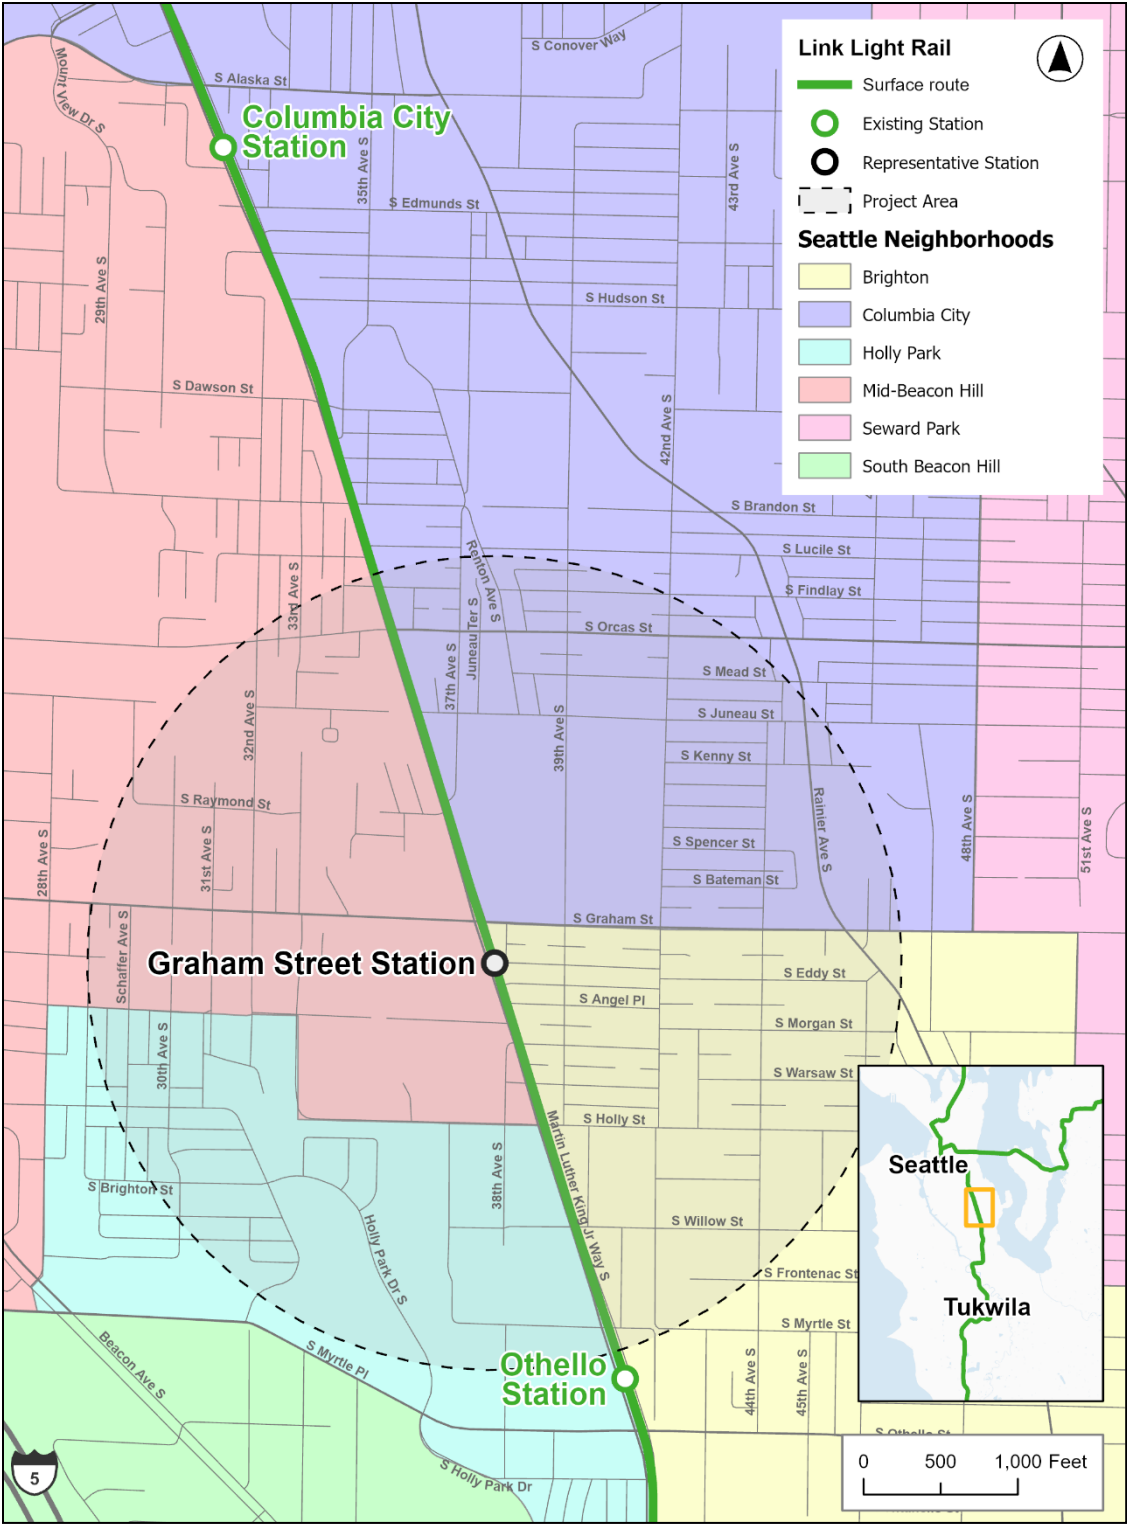 S Conover Way
Link Light Rail
Surface route
Existing Station
Representative Station
Project Area
Seattle Neighborhoods
Brighton
Columbia City
Holly Park
Mid-Beacon Hill
Seward Park
South Beacon Hill
Mount View Dr S
S Alaska St
Columbia City
Station
35th Ave S
43rd Ave S
S Edmunds St
29th Ave S
S Hudson St
S Dawson St
42nd Ave S
S Brandon St
S Lucile St
Renton Ave S
33rd Ave S
S Findlay St
Juneau Ter S
S Orcas St
37th Ave S
S Mead St
32nd Ave S
39th Ave S
S Juneau St
S Kenny St
S Raymond St
Rainier Ave S
28th Ave S
31st Ave S
48th Ave S
51st Ave S
S Spencer St
S Bateman St
S Graham St
Schaffer Ave S
Graham Street Station
S Eddy St
S Angel Pl
S Morgan St
30th Ave S
S Warsaw St
S Holly St
Martin Luther King Jr Way S
38th Ave S
S Brighton St
Holly Park Dr S
S Willow St
S Frontenac St
S Myrtle St
S Myrtle Pl
Beacon Ave S
Othello
Station
44th Ave S
45th Ave S
S Othello St
S Holly Park Dr
5
Seattle
Tukwila
0 500 1,000 Feet